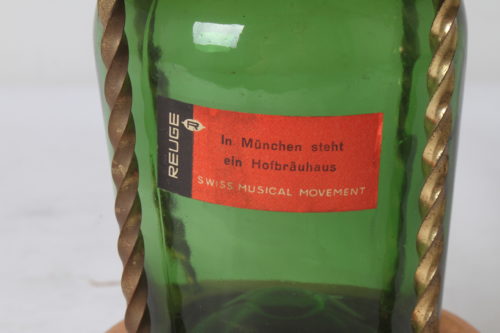 REUGE
R
In München steht
ein Hofbräuhaus
SWISS MUSICAL MOVEMENT